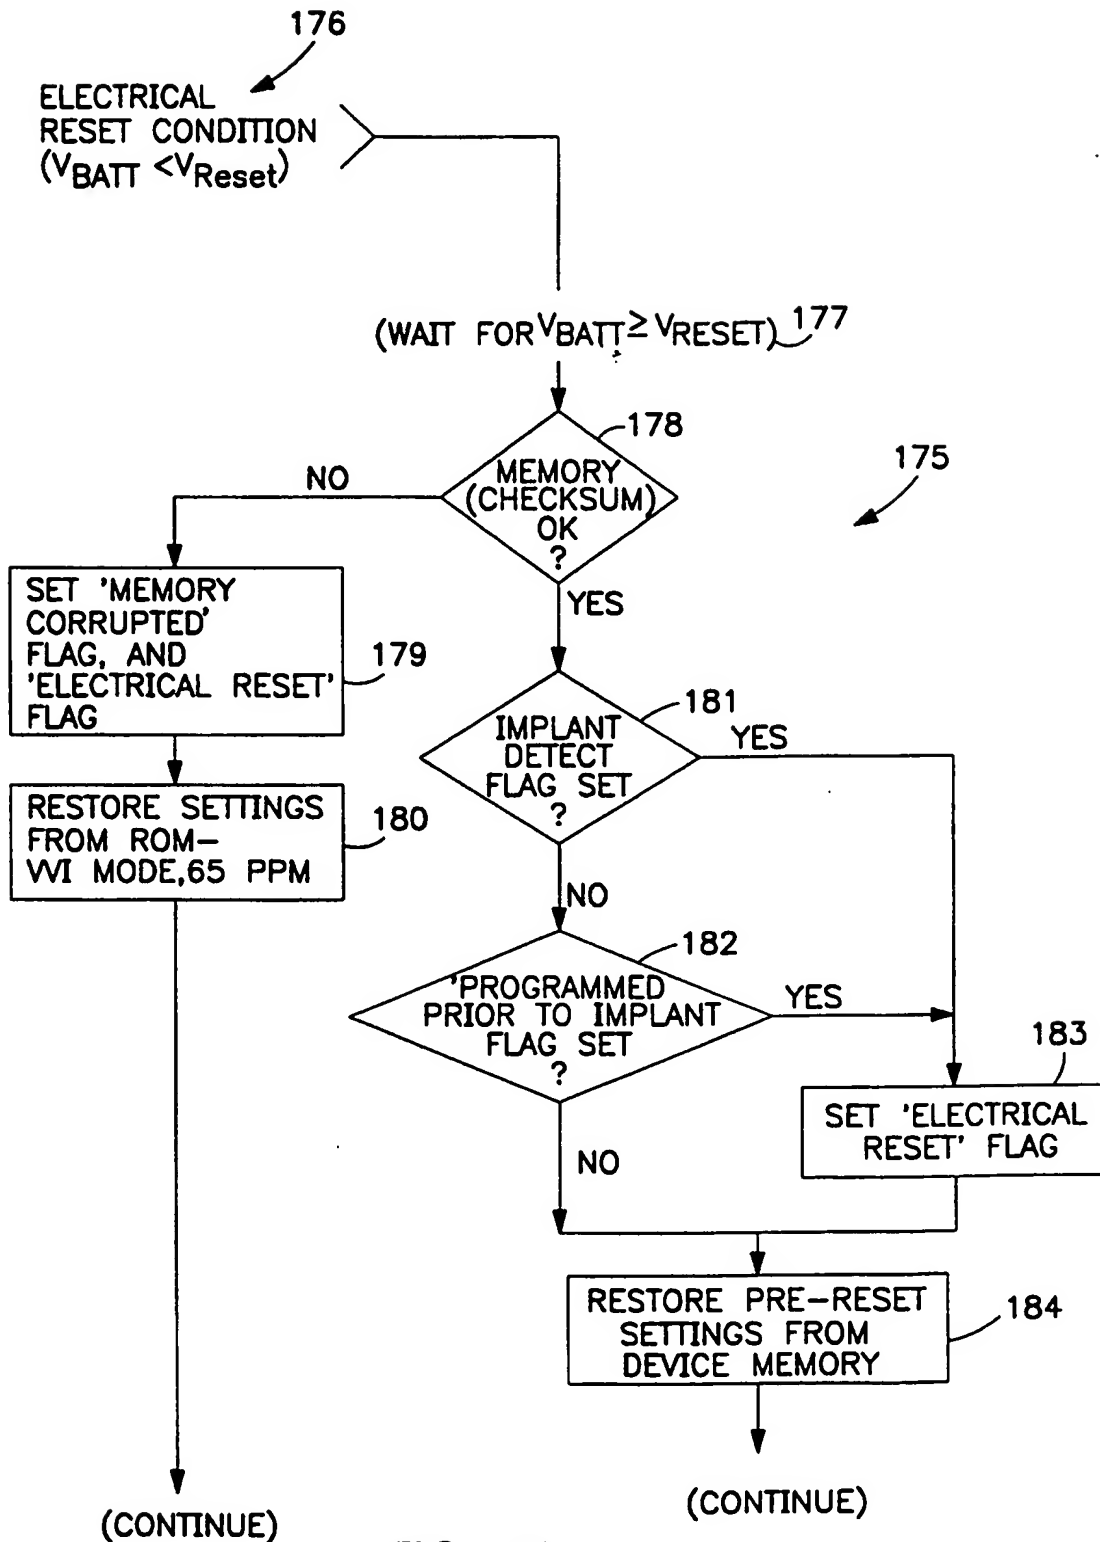 176
ELECTRICAL
RESET CONDITION
(VBATT <VReset)
(WAIT FOR VBATT ≥ VRESET) 177
178
MEMORY
(CHECKSUM)
OK
?
NO
YES
175
SET 'MEMORY
CORRUPTED'
FLAG, AND
'ELECTRICAL RESET'
FLAG
179
RESTORE SETTINGS
FROM ROM-
VVI MODE,65 PPM
180
181
IMPLANT
DETECT
FLAG SET
?
YES
NO
182
'PROGRAMMED
PRIOR TO IMPLANT
FLAG SET
?
YES
NO
183
SET 'ELECTRICAL
RESET' FLAG
RESTORE PRE-RESET
SETTINGS FROM
DEVICE MEMORY
184
(CONTINUE)
(CONTINUE)